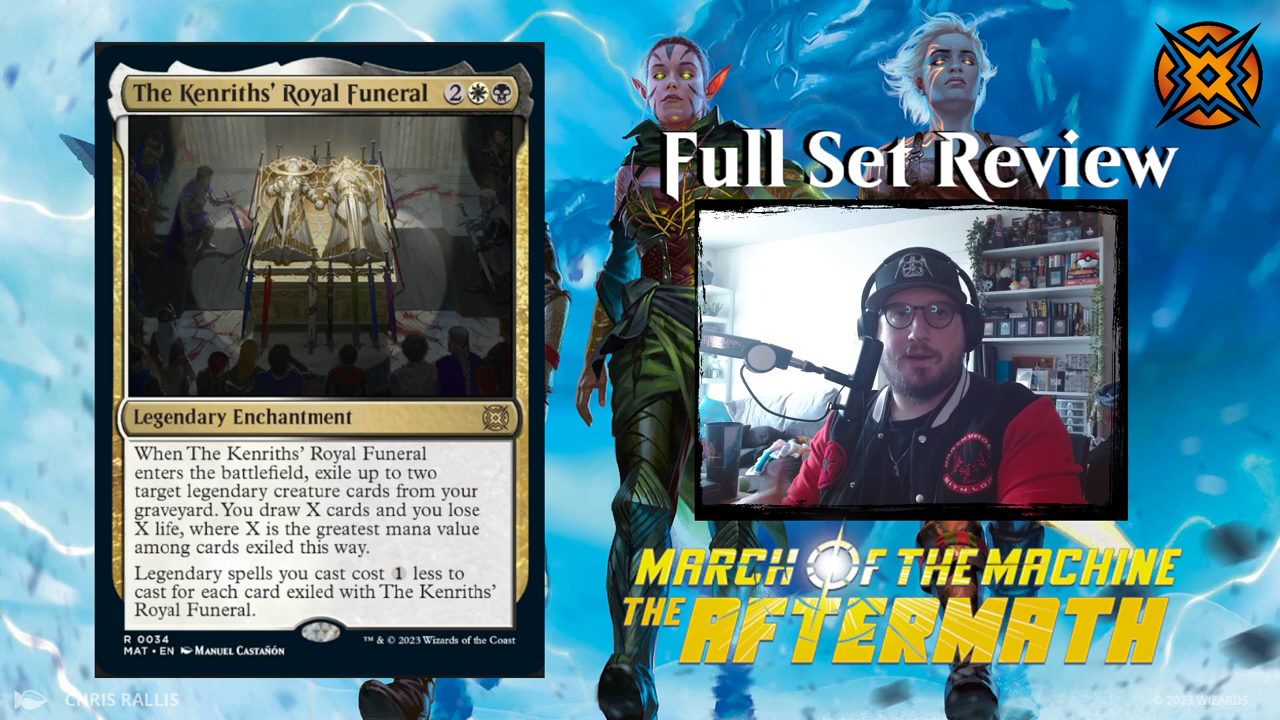 The Kenriths' Royal Funeral 2
Legendary Enchantment
When The Kenriths' Royal Funeral
enters the battlefield, exile up to two
target legendary creature cards from your
graveyard. You draw X cards and you lose
X life, where X is the greatest mana value
among cards exiled this way.
Legendary spells you cast cost 1 less to
cast for each card exiled with The Kenriths'
Royal Funeral.
R 0034
MAT • EN Manuel Castañón
™ & © 2023 Wizards of the Coast
Full Set Review
SITH LORD
MARCH OF THE MACHINE
THE AFTERMATH
CHRIS RALLIS
© 2023 WIZARDS